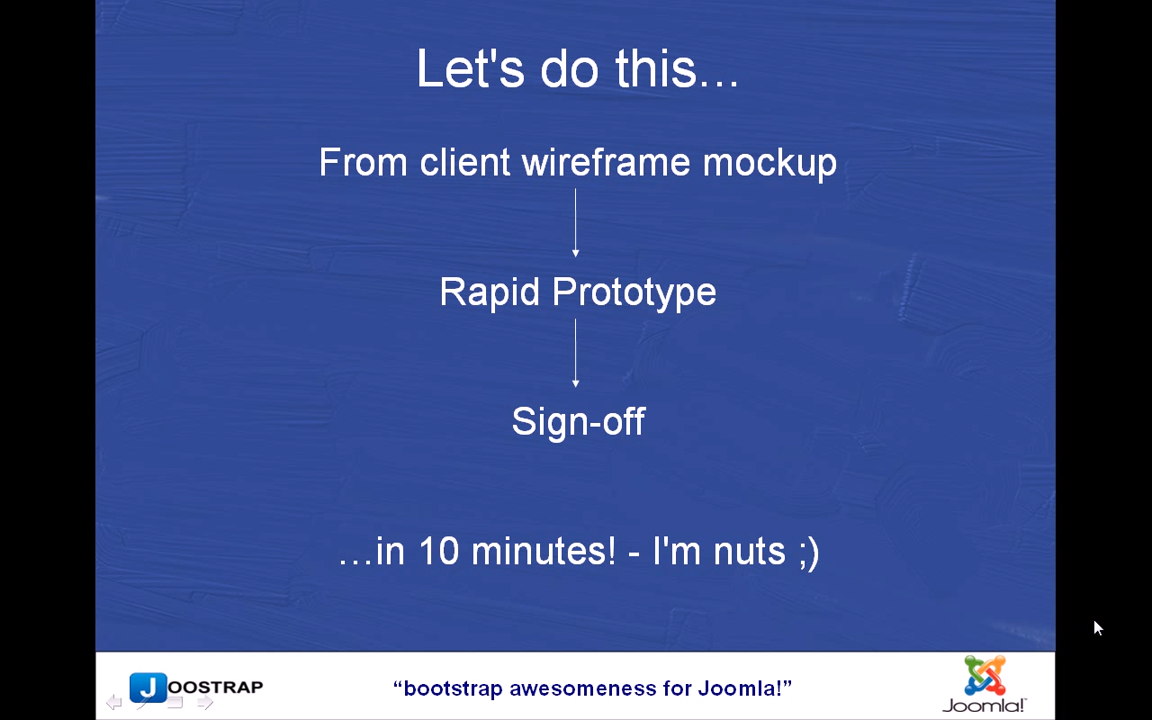 Let's do this...
From client wireframe mockup
Rapid Prototype
Sign-off
...in 10 minutes! - I'm nuts ;)
JOOSTRAP
“bootstrap awesomeness for Joomla!”
Joomla!